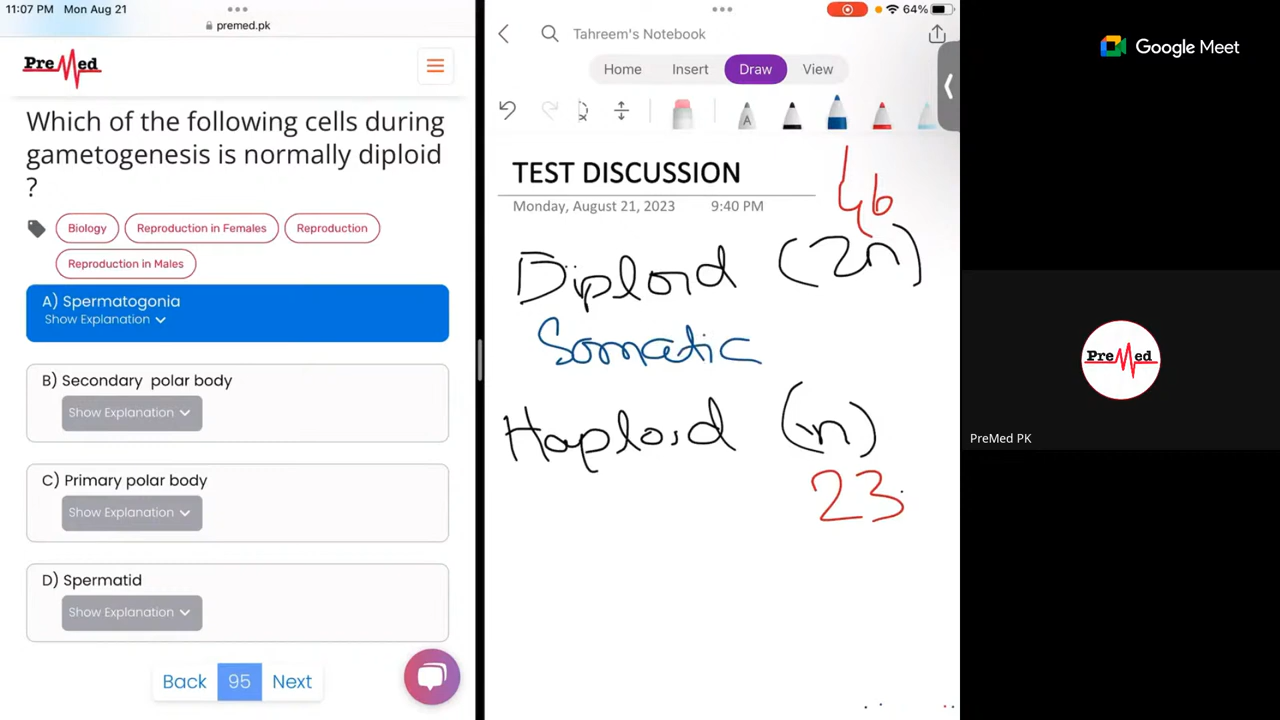 11:07 PM Mon Aug 21
premed.pk
PreMed
Which of the following cells during
gametogenesis is normally diploid
?
Biology
Reproduction in Females
Reproduction
Reproduction in Males
A) Spermatogonia
Show Explanation
B) Secondary polar body
Show Explanation
C) Primary polar body
Show Explanation
D) Spermatid
Show Explanation
Back 95 Next
64%
Tahreem's Notebook
Home Insert Draw View
A
TEST DISCUSSION
Monday, August 21, 2023 9:40 PM
46
Diploid (2n)
Somatic
Haploid (n)
23
Google Meet
PreMed
PreMed PK